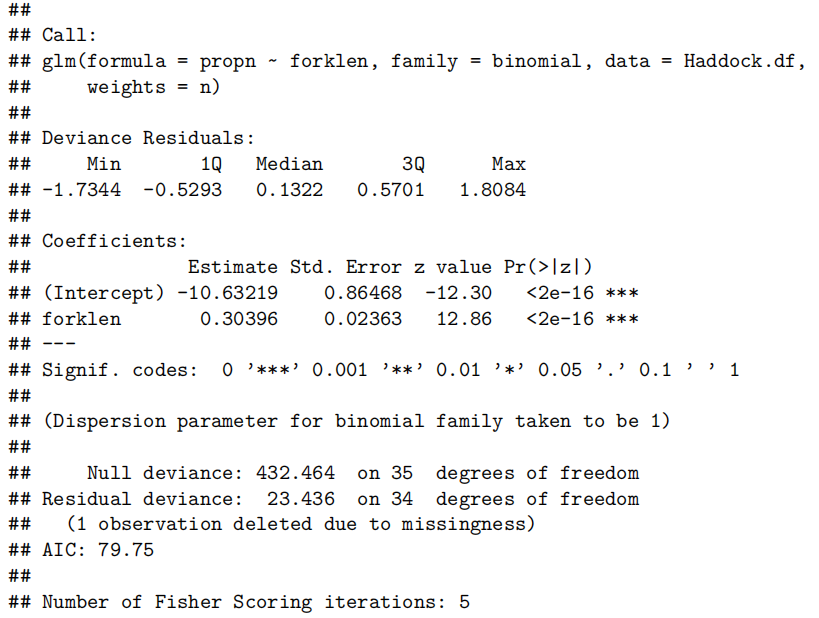 ##
## Call:
## glm(formula = propn ~ forklen, family = binomial, data = Haddock.df,
##     weights = n)
##
## Deviance Residuals:
##     Min       1Q   Median       3Q      Max
## -1.7344  -0.5293   0.1322   0.5701   1.8084
##
## Coefficients:
##              Estimate Std. Error z value Pr(>|z|)
## (Intercept) -10.63219    0.86468  -12.30   <2e-16 ***
## forklen       0.30396    0.02363   12.86   <2e-16 ***
## ---
## Signif. codes:  0 ’***’ 0.001 ’**’ 0.01 ’*’ 0.05 ’.’ 0.1 ’ ’ 1
##
## (Dispersion parameter for binomial family taken to be 1)
##
##     Null deviance: 432.464  on 35  degrees of freedom
## Residual deviance:  23.436  on 34  degrees of freedom
##   (1 observation deleted due to missingness)
## AIC: 79.75
##
## Number of Fisher Scoring iterations: 5